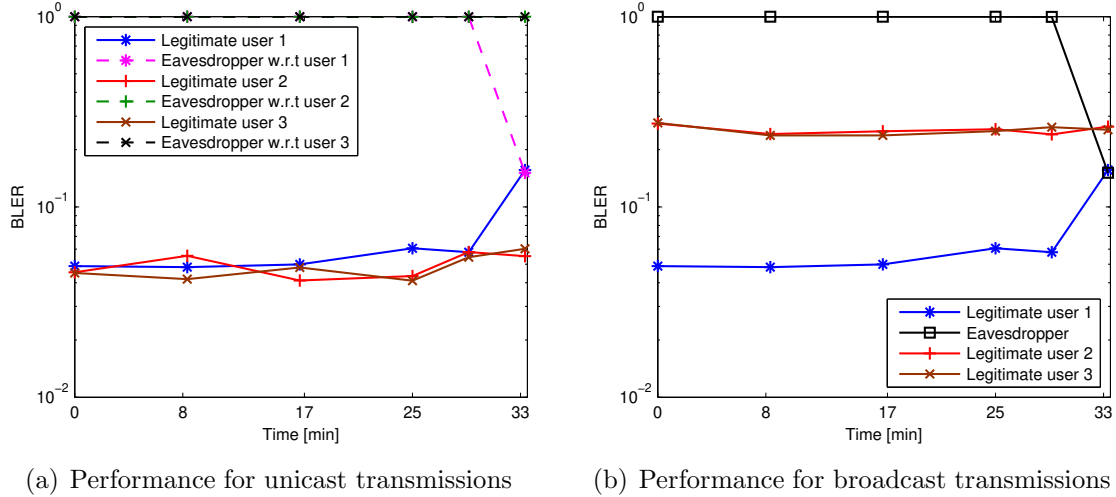 10^0
10^-1
10^-2
BLER
Legitimate user 1
Eavesdropper w.r.t user 1
Legitimate user 2
Eavesdropper w.r.t user 2
Legitimate user 3
Eavesdropper w.r.t user 3
0 8 17 25 33
Time [min]
(a) Performance for unicast transmissions
10^0
10^-1
10^-2
BLER
Legitimate user 1
Eavesdropper
Legitimate user 2
Legitimate user 3
0 8 17 25 33
Time [min]
(b) Performance for broadcast transmissions